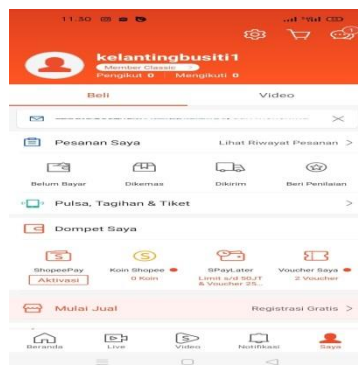 11.30
kelantingbusiti1
Member Classic >
Pengikut 0 Mengikuti 0
Beli Video
Pesanan Saya Lihat Riwayat Pesanan >
Belum Bayar Dikemas Dikirim Beri Penilaian
Pulsa, Tagihan & Tiket >
Dompet Saya
ShopeePay Koin Shopee SPayLater Voucher Saya
Aktivasi 0 Koin Limit s/d 50JT 2 Voucher
& Voucher 25...
Mulai Jual Registrasi Gratis >
Beranda Live Video Notifikasi Saya